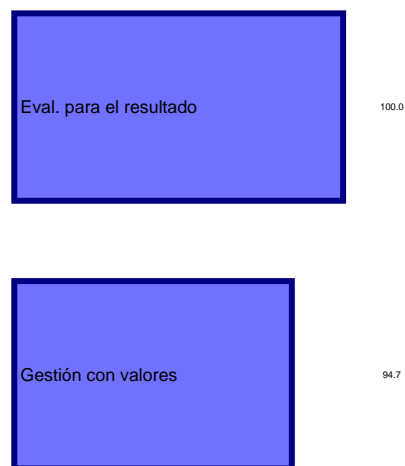 Eval. para el resultado
100.0
Gestión con valores
94.7